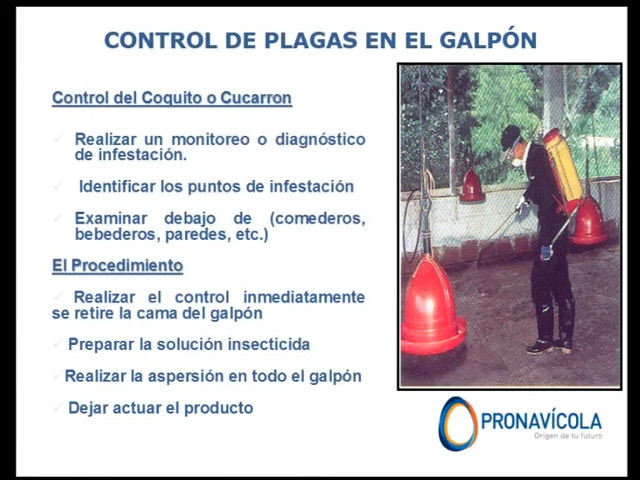 CONTROL DE PLAGAS EN EL GALPÓN
Control del Coquito o Cucarron
Realizar un monitoreo o diagnóstico
de infestación.
Identificar los puntos de infestación
Examinar debajo de (comederos,
bebederos, paredes, etc.)
El Procedimiento
Realizar el control inmediatamente
se retire la cama del galpón
Preparar la solución insecticida
Realizar la aspersión en todo el galpón
Dejar actuar el producto
PRONAVÍCOLA
Origen de tu futuro